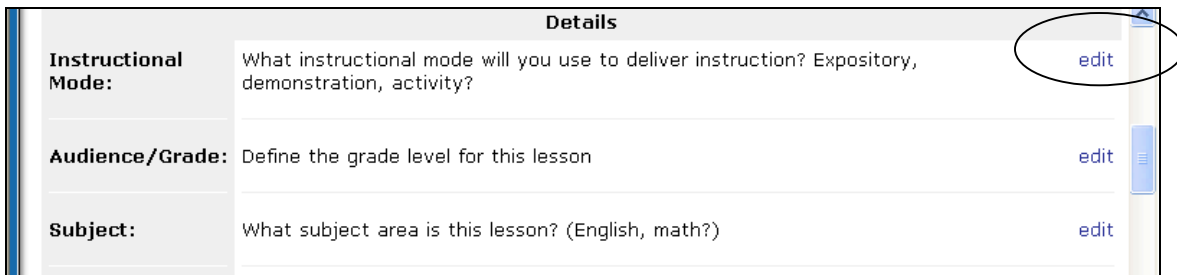 Details
Instructional What instructional mode will you use to deliver instruction? Expository, edit
Mode: demonstration, activity?
Audience/Grade: Define the grade level for this lesson edit
Subject: What subject area is this lesson? (English, math?) edit